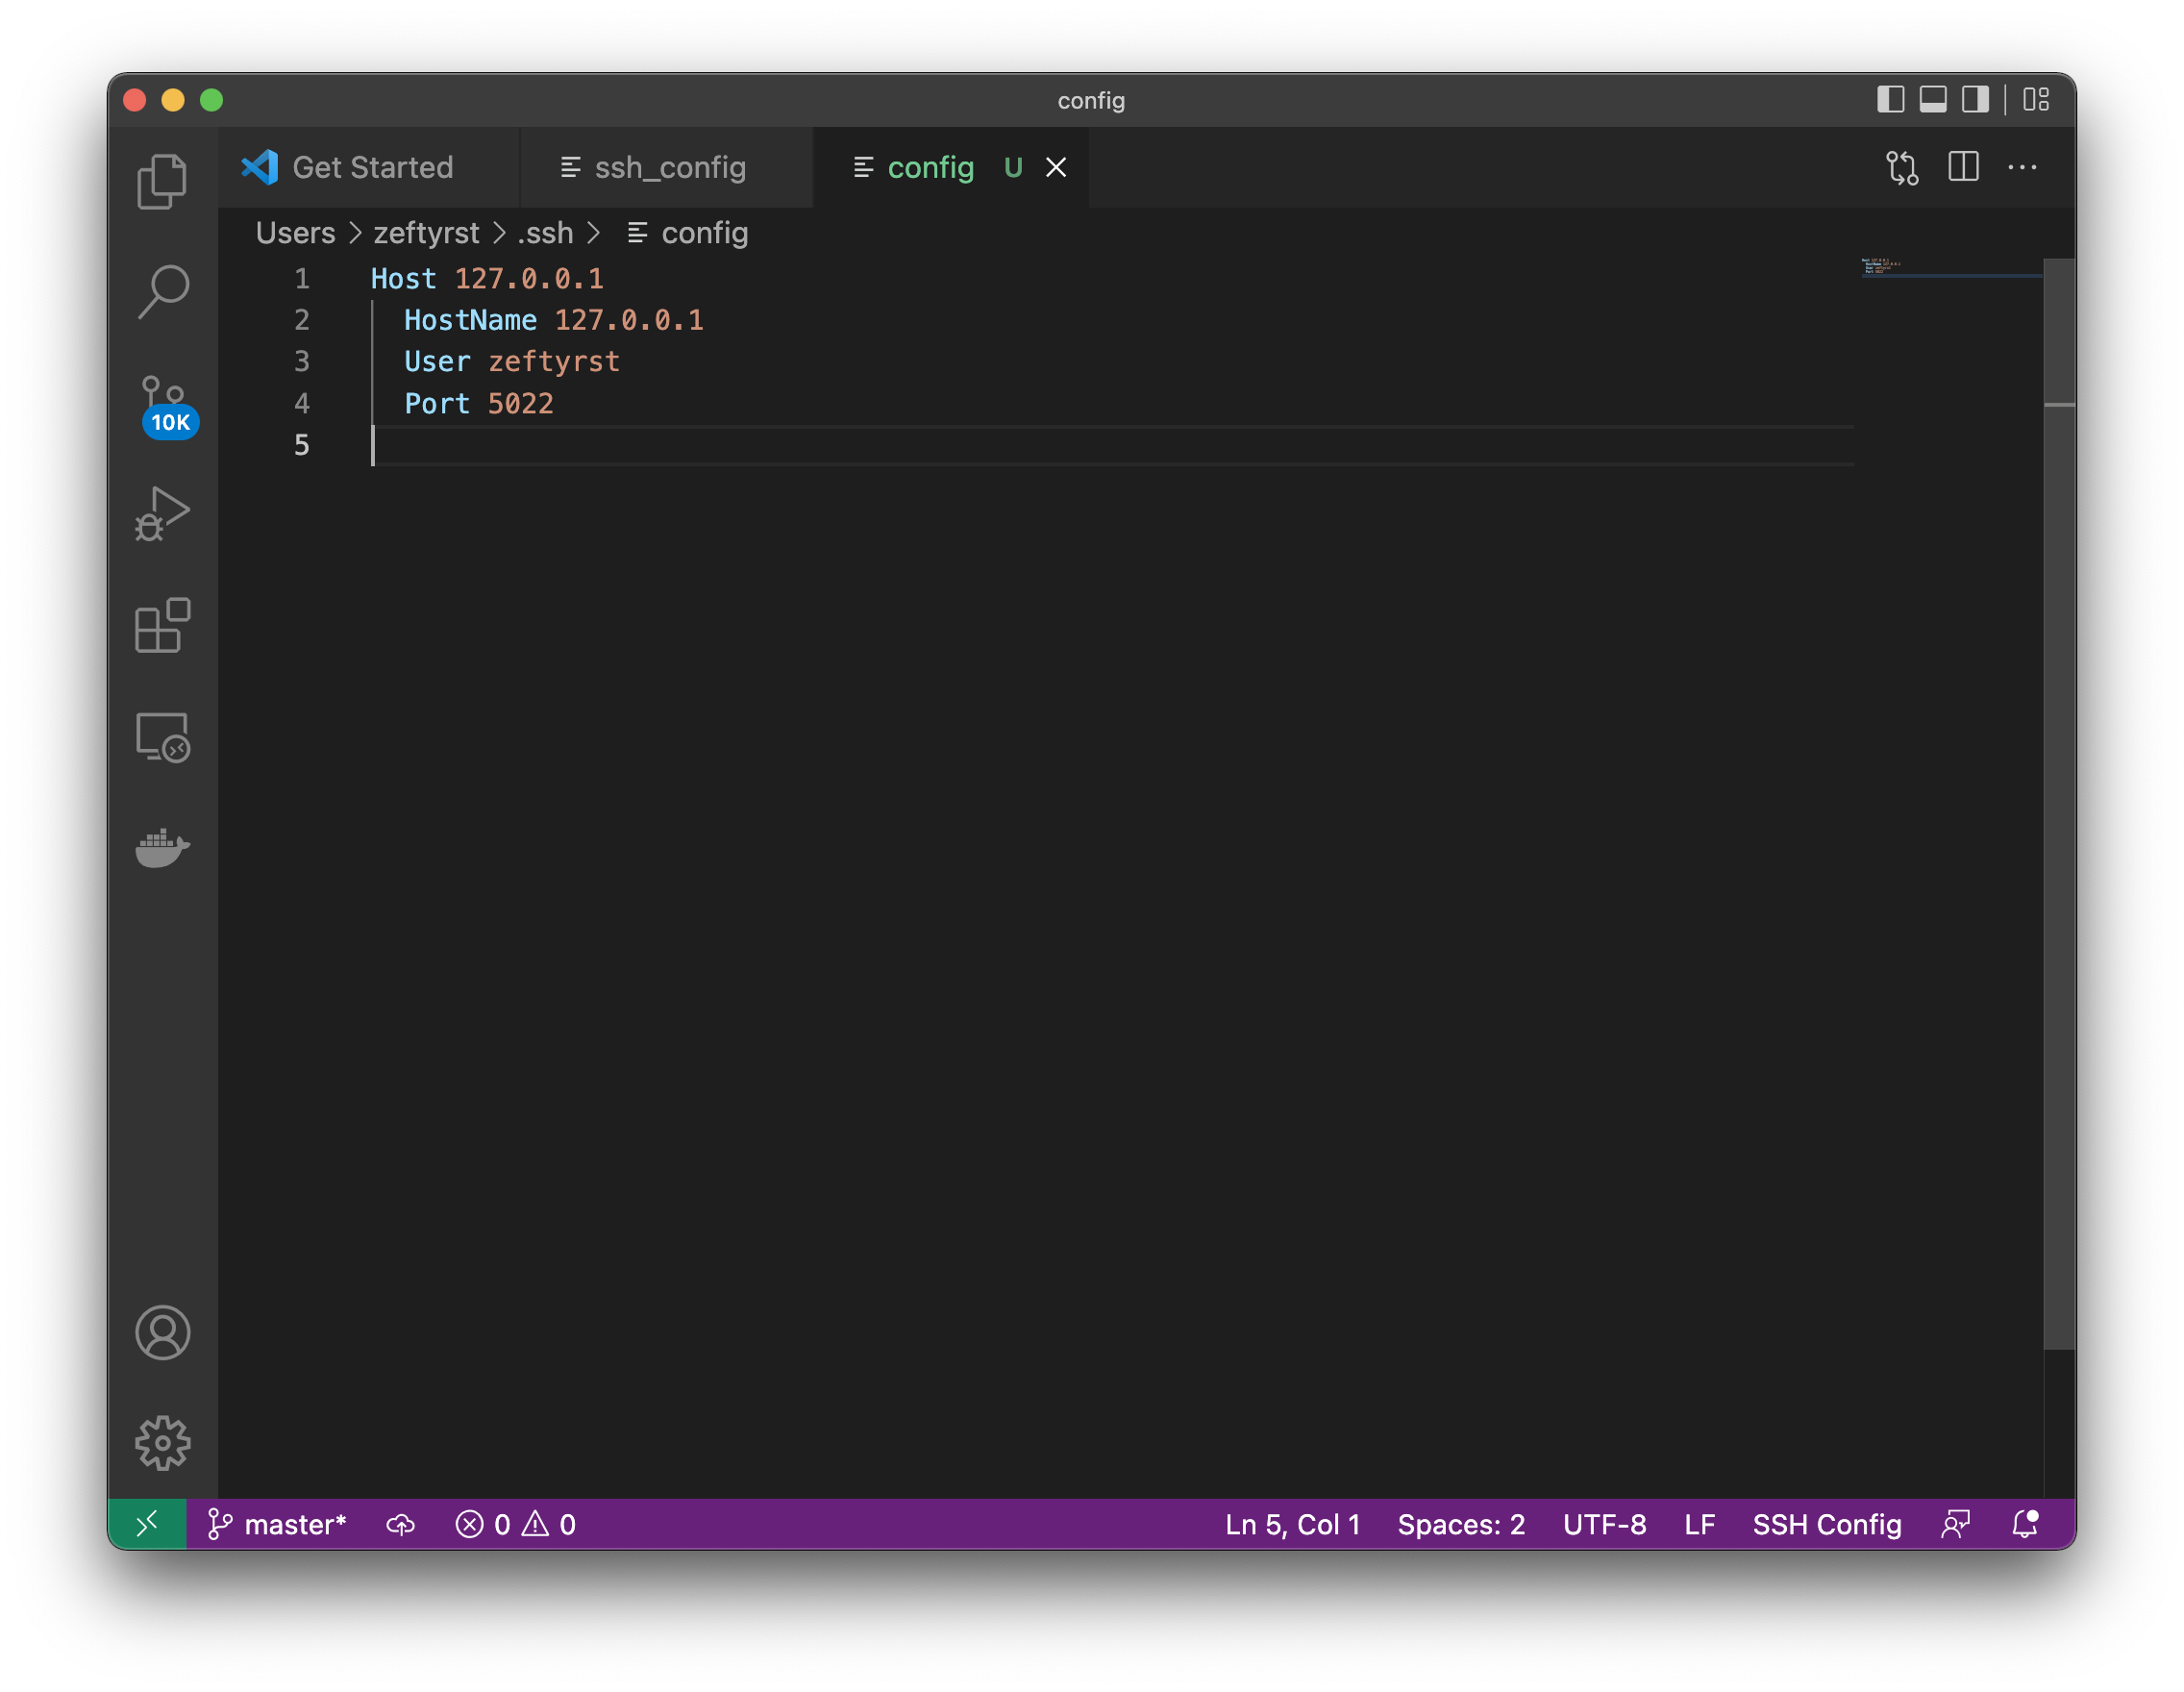 config
Get Started
ssh_config
config U
Users > zeftyrst > .ssh > config
1 Host 127.0.0.1
2 HostName 127.0.0.1
3 User zeftyrst
4 Port 5022
5
10K
master* 0 0 Ln 5, Col 1 Spaces: 2 UTF-8 LF SSH Config